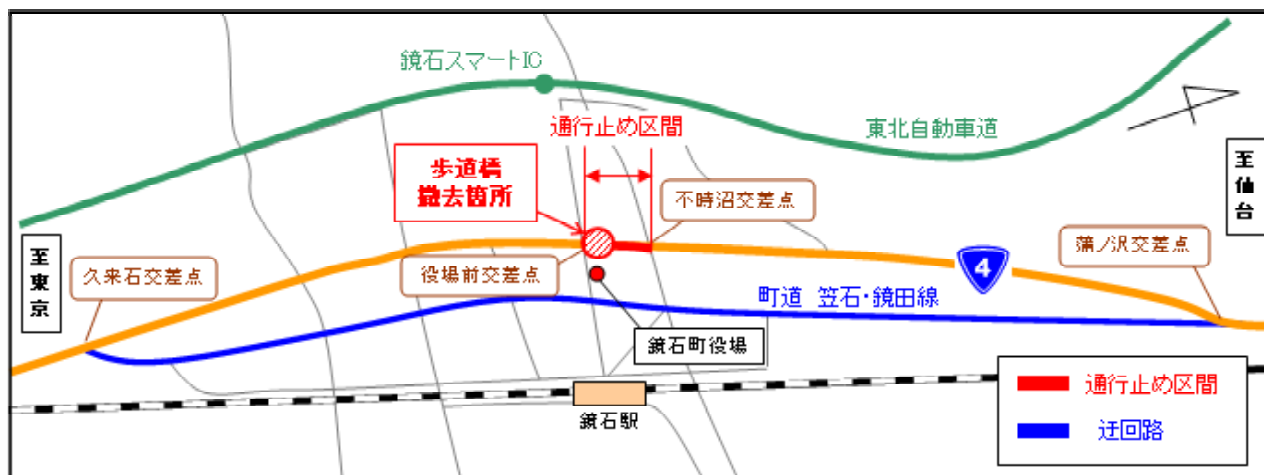 鏡石スマートIC
通行止め区間
東北自動車道
歩道橋
撤去箇所
至仙台
不時沼交差点
至東京
久来石交差点
役場前交差点
蒲ノ沢交差点
4
町道 笠石・鏡田線
鏡石町役場
鏡石駅
通行止め区間
迂回路